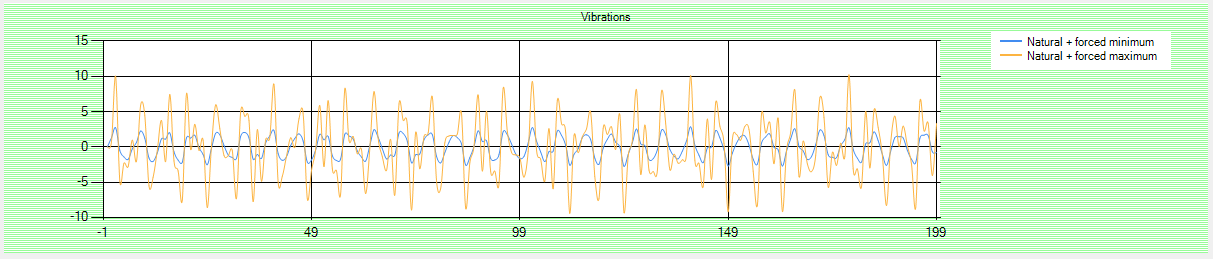 Vibrations
Natural + forced minimum
Natural + forced maximum
15
10
5
0
-5
-10
-1 49 99 149 199